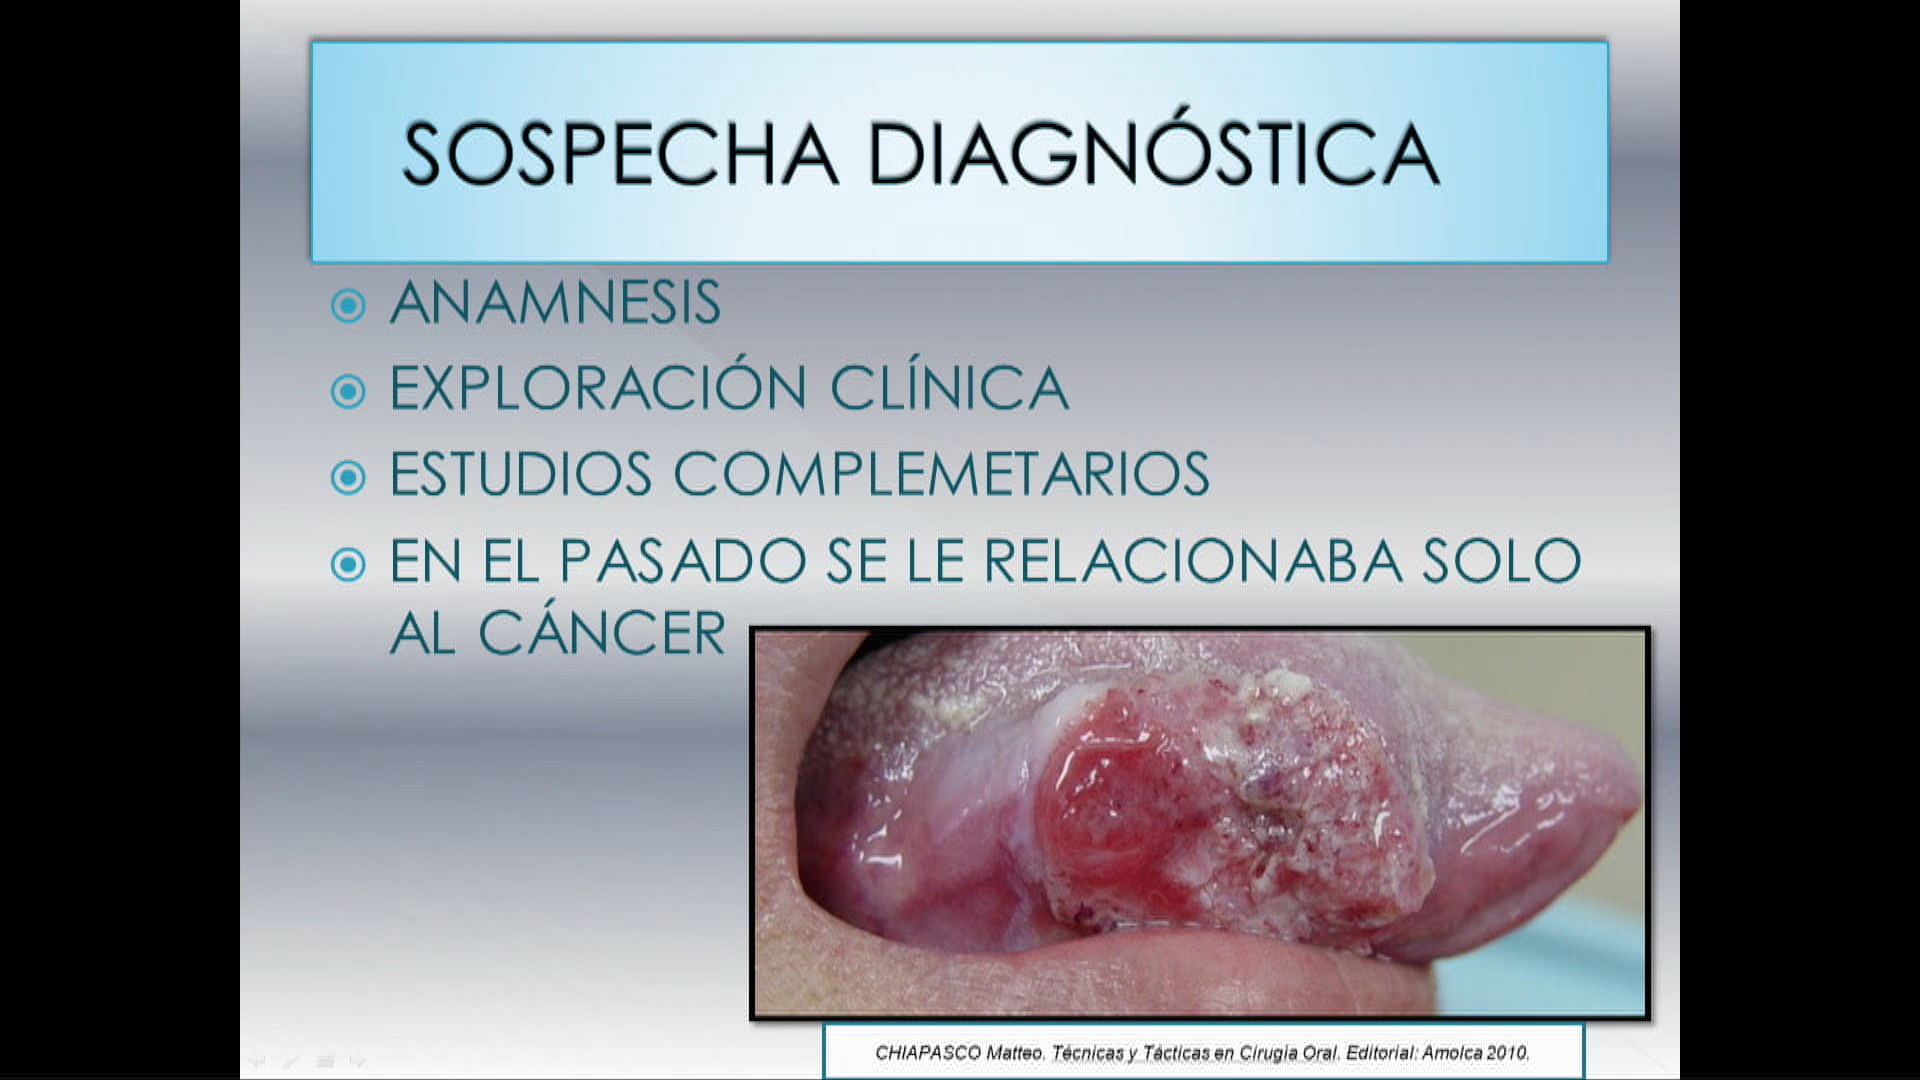 SOSPECHA DIAGNÓSTICA
ANAMNESIS
EXPLORACIÓN CLÍNICA
ESTUDIOS COMPLEMETARIOS
EN EL PASADO SE LE RELACIONABA SOLO
AL CÁNCER
CHIAPASCO Matteo. Técnicas y Tácticas en Cirugía Oral. Editorial: Amolca 2010.